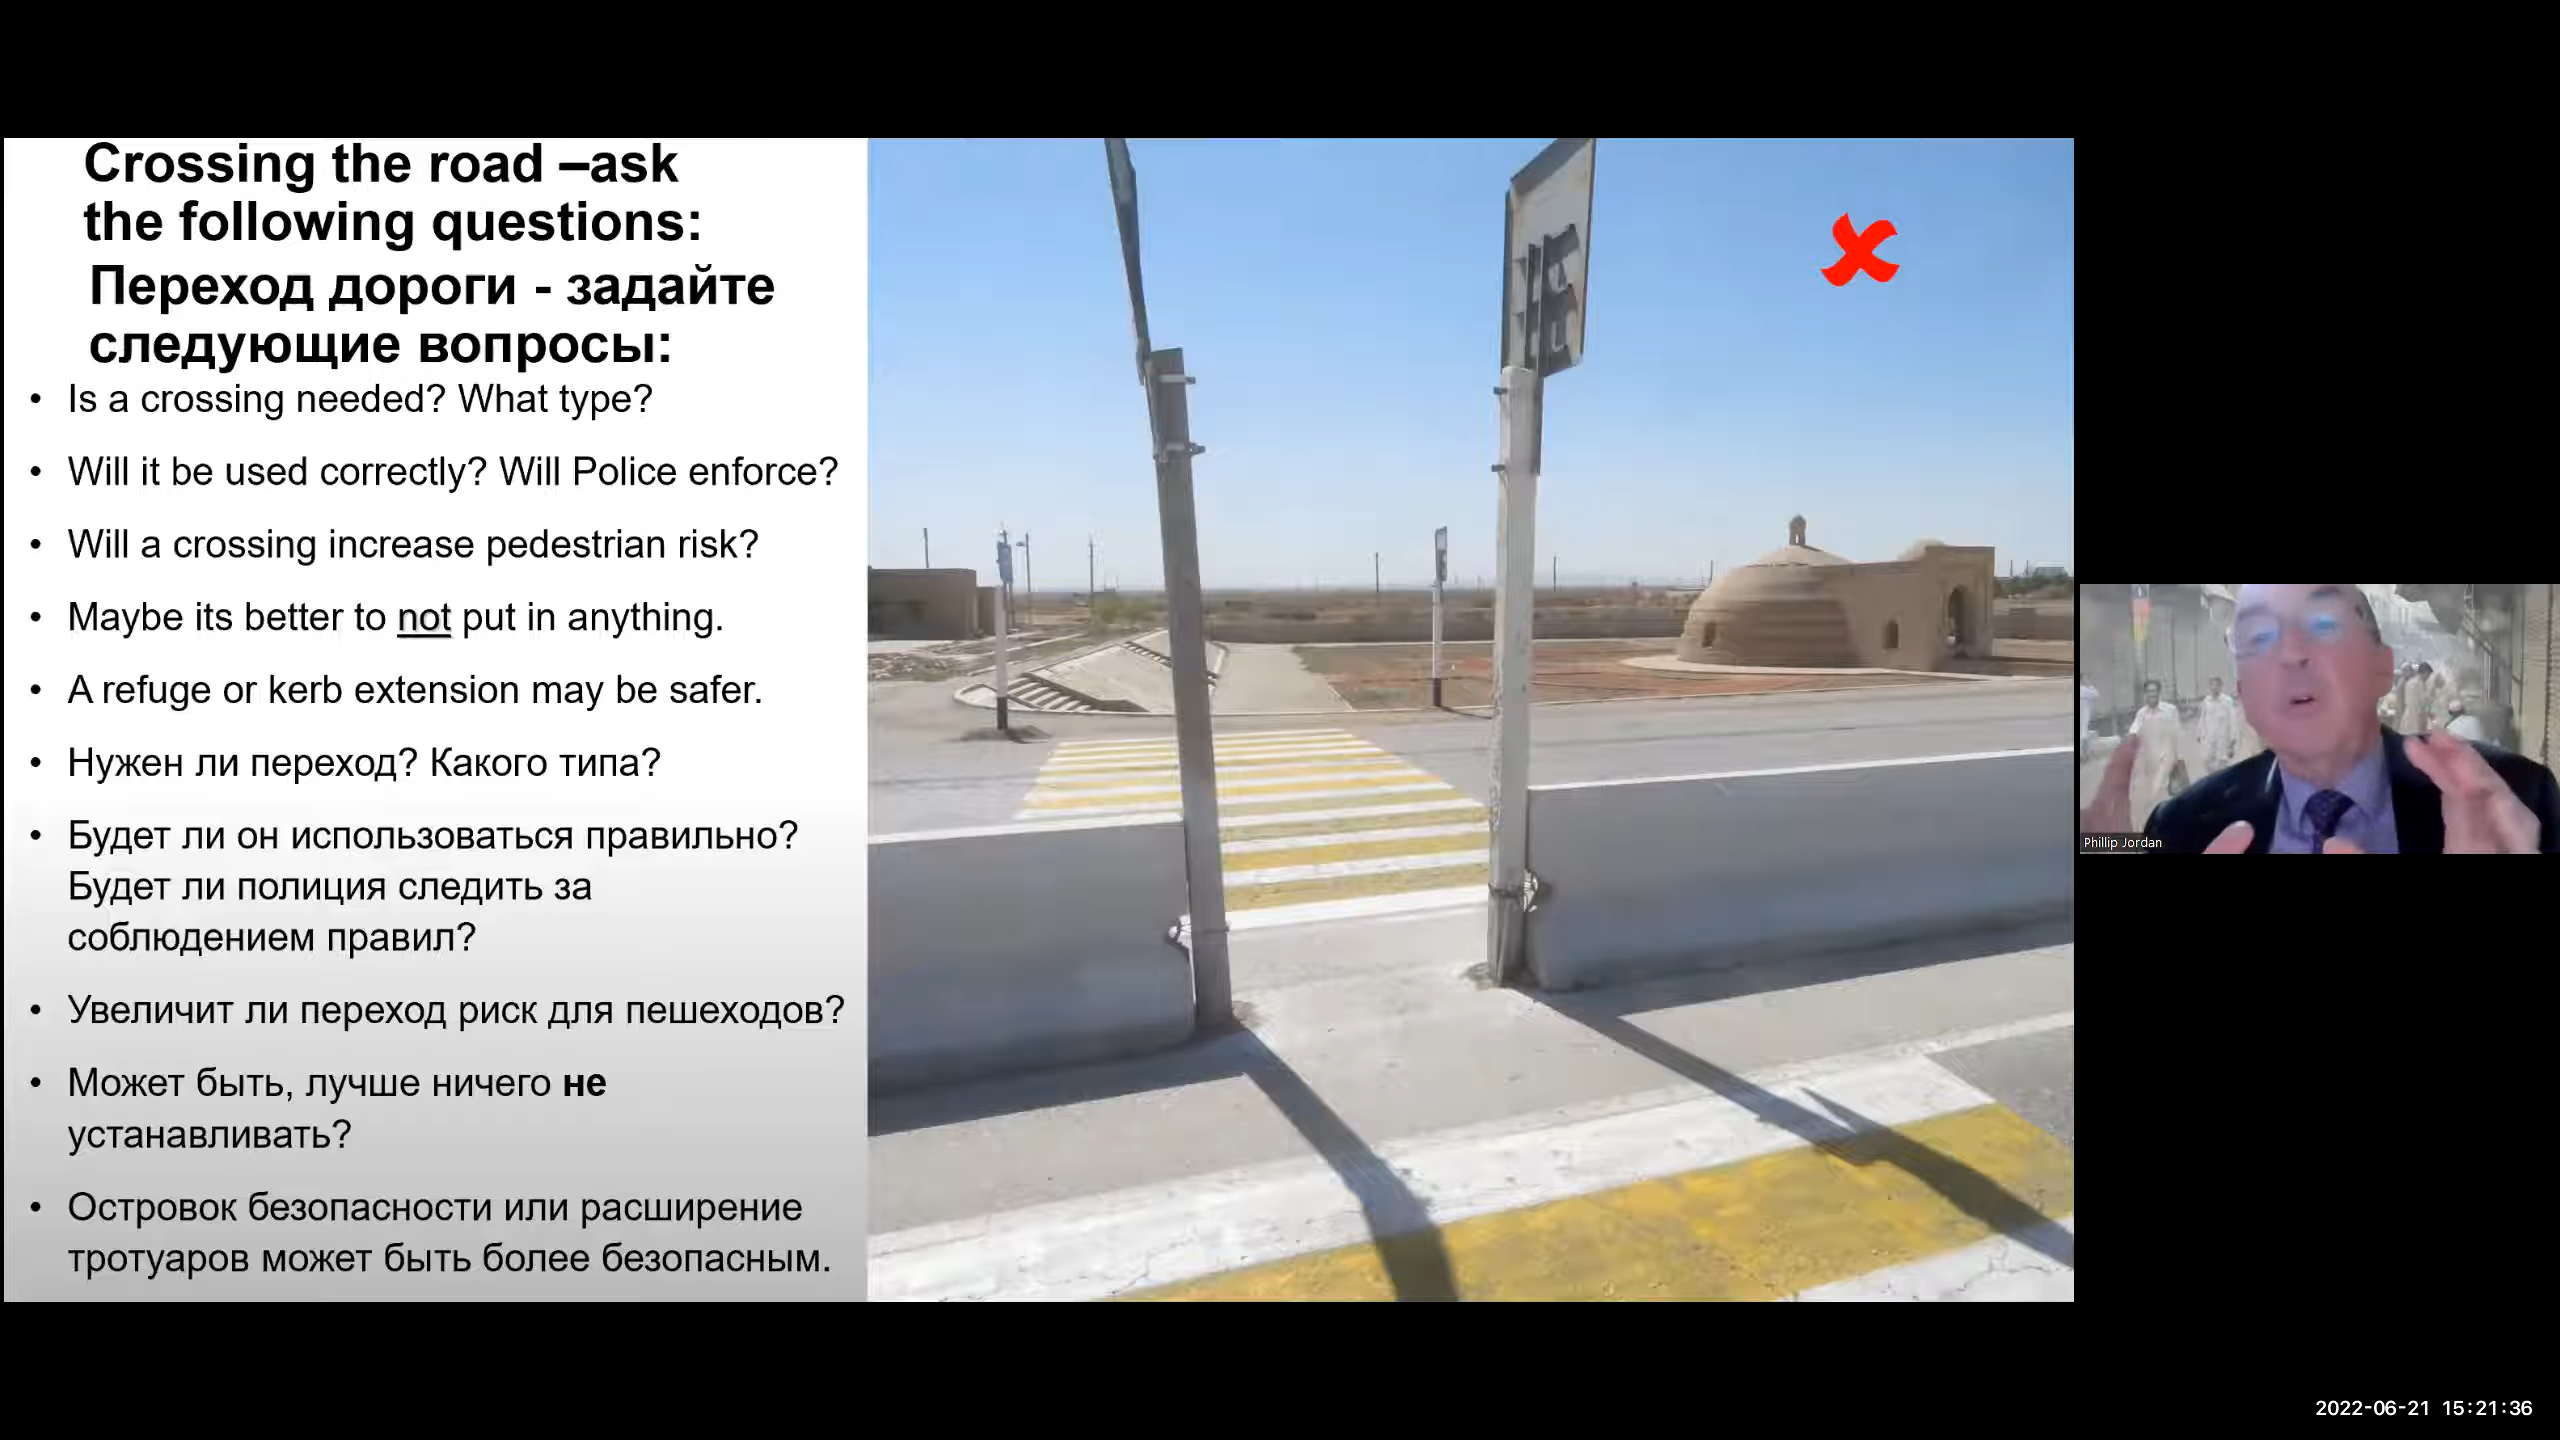 Crossing the road –ask
the following questions:
Переход дороги - задайте
следующие вопросы:
• Is a crossing needed? What type?
• Will it be used correctly? Will Police enforce?
• Will a crossing increase pedestrian risk?
• Maybe its better to not put in anything.
• A refuge or kerb extension may be safer.
• Нужен ли переход? Какого типа?
• Будет ли он использоваться правильно?
Будет ли полиция следить за
соблюдением правил?
• Увеличит ли переход риск для пешеходов?
• Может быть, лучше ничего не
устанавливать?
• Островок безопасности или расширение
тротуаров может быть более безопасным.
Phillip Jordan
2022-06-21 15:21:36